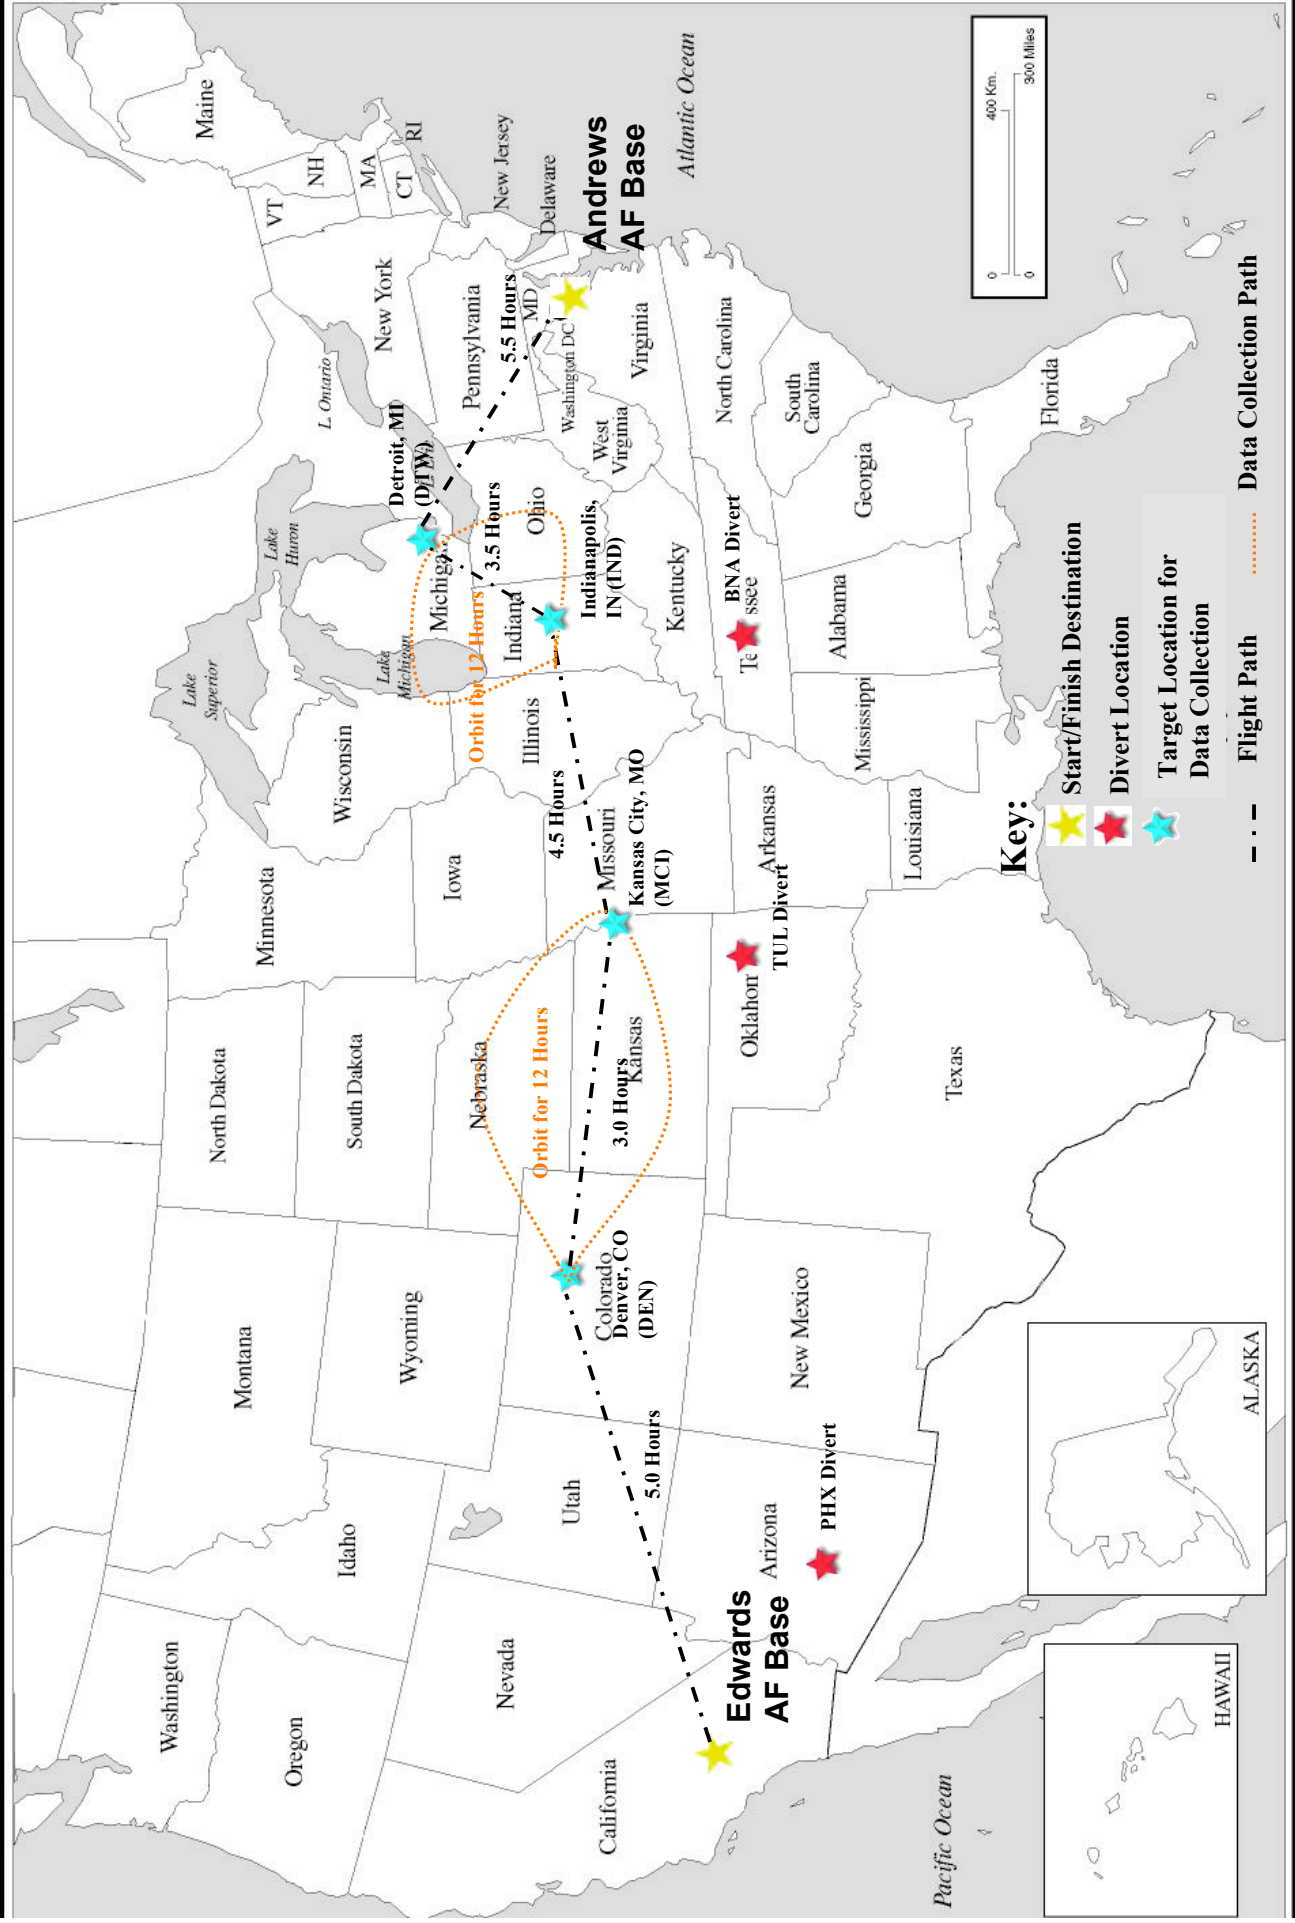 Washington
Oregon
California
Nevada
Idaho
Montana
Wyoming
Utah
Arizona
Colorado
New Mexico
North Dakota
South Dakota
Nebraska
Kansas
Oklahom
Texas
Minnesota
Iowa
Missouri
Arkansas
Louisiana
Wisconsin
Illinois
Michigan
Indiana
Ohio
Kentucky
Te
ssee
Mississippi
Alabama
Georgia
Florida
South
Carolina
North Carolina
Virginia
West
Virginia
Washington DC
MD
Delaware
New Jersey
Pennsylvania
New York
VT
NH
MA
CT
RI
Maine
Lake
Superior
Lake
Michigan
Lake
Huron
L Ontario
Pacific Ocean
Atlantic Ocean
Edwards
AF Base
5.0 Hours
PHX Divert
Denver, CO
(DEN)
Orbit for 12 Hours
3.0 Hours
Kansas City, MO
(MCI)
TUL Divert
4.5 Hours
Orbit for 12 Hours
Indianapolis,
IN (IND)
BNA Divert
3.5 Hours
Detroit, MI
(DTW)
5.5 Hours
Andrews
AF Base
Key:
Start/Finish Destination
Divert Location
Target Location for
Data Collection
Flight Path
Data Collection Path
0
400 Km.
0
300 Miles
HAWAII
ALASKA